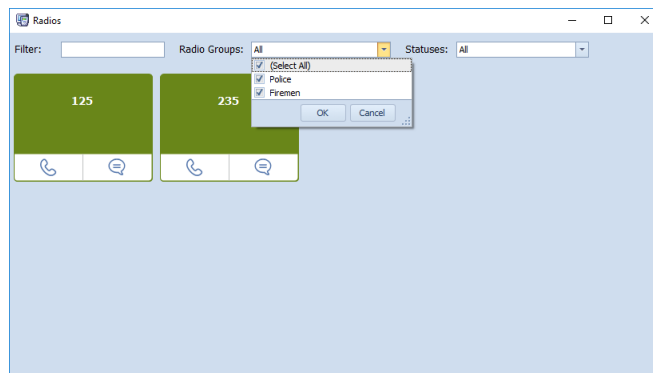 Radios
Filter: Radio Groups: All Statuses: All
(Select All)
Police
Firemen
OK Cancel
125 235